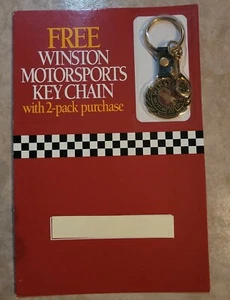 FREE
WINSTON
MOTORSPORTS
KEY CHAIN
with 2-pack purchase